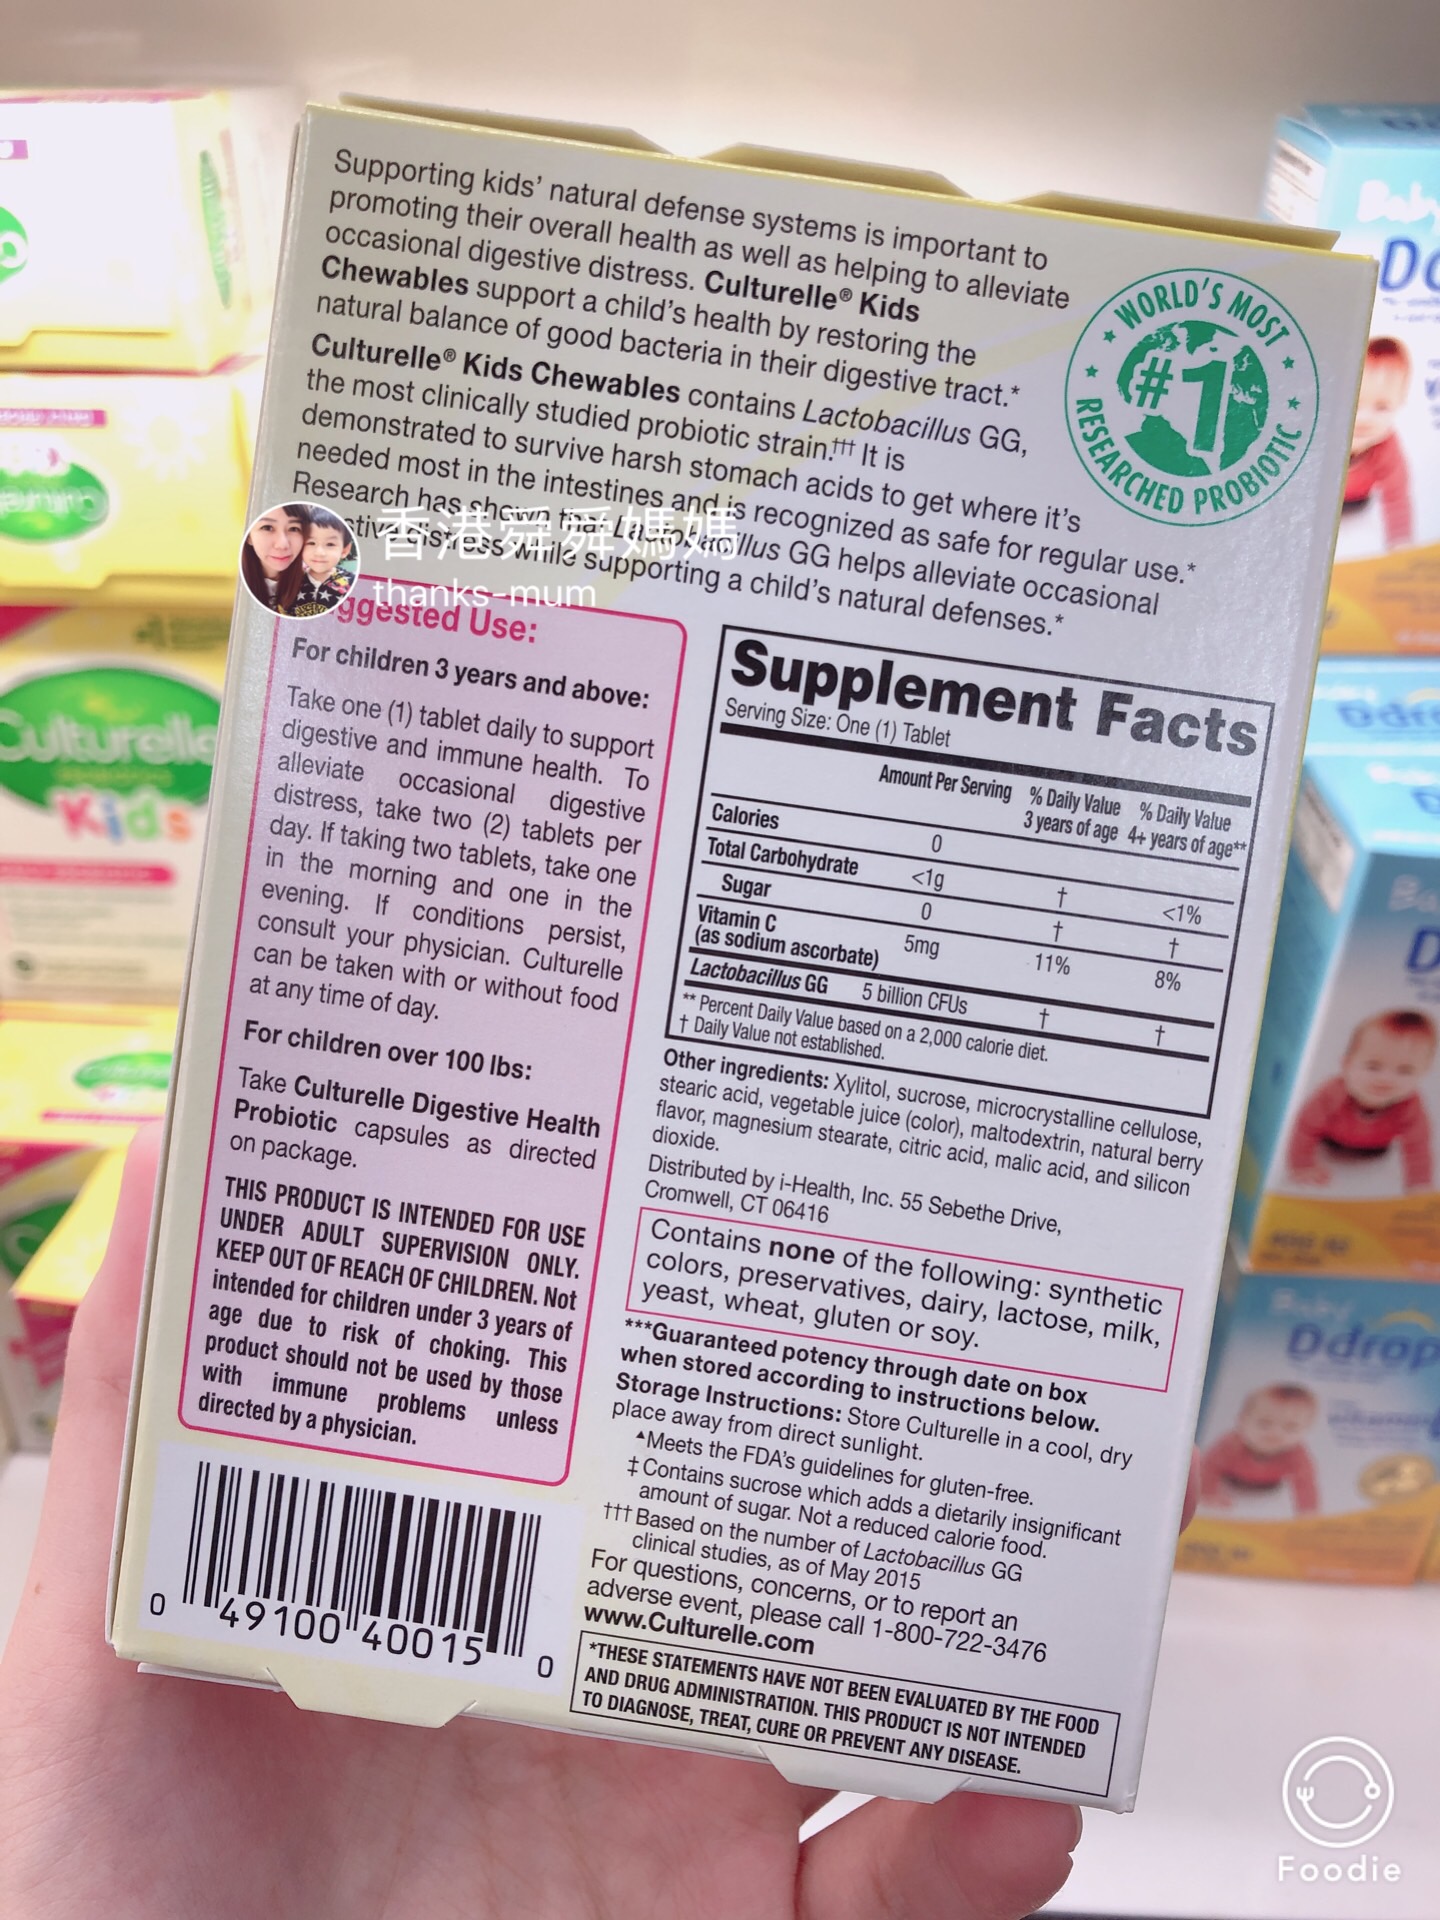 Supporting kids' natural defense systems is important to
promoting their overall health as well as helping to alleviate
occasional digestive distress. Culturelle® Kids
Chewables support a child's health by restoring the
natural balance of good bacteria in their digestive tract.*
Culturelle® Kids Chewables contains Lactobacillus GG,
the most clinically studied probiotic strain.††† It is
demonstrated to survive harsh stomach acids to get where it's
needed most in the intestines and is recognized as safe for regular use.*
Research has shown that Lactobacillus GG helps alleviate occasional
distress while supporting a child's natural defenses.*
WORLD'S MOST
#1
RESEARCHED PROBIOTIC
香港舜舜媽媽
thanks-mum
ggested Use:
For children 3 years and above:
Take one (1) tablet daily to support
digestive and immune health. To
alleviate occasional digestive
distress, take two (2) tablets per
day. If taking two tablets, take one
in the morning and one in the
evening. If conditions persist,
consult your physician. Culturelle
can be taken with or without food
at any time of day.
For children over 100 lbs:
Take Culturelle Digestive Health
Probiotic capsules as directed
on package.
THIS PRODUCT IS INTENDED FOR USE
UNDER ADULT SUPERVISION ONLY.
KEEP OUT OF REACH OF CHILDREN. Not
intended for children under 3 years of
age due to risk of choking. This
product should not be used by those
with immune problems unless
directed by a physician.
0 49100 40015 0
Supplement Facts
Serving Size: One (1) Tablet
Amount Per Serving % Daily Value 3 years of age % Daily Value 4+ years of age**
Calories 0
Total Carbohydrate <1g † <1%
Sugar 0 † †
Vitamin C
(as sodium ascorbate) 5mg 11% 8%
Lactobacillus GG 5 billion CFUs † †
** Percent Daily Value based on a 2,000 calorie diet.
† Daily Value not established.
Other ingredients: Xylitol, sucrose, microcrystalline cellulose,
stearic acid, vegetable juice (color), maltodextrin, natural berry
flavor, magnesium stearate, citric acid, malic acid, and silicon
dioxide.
Distributed by i-Health, Inc. 55 Sebethe Drive,
Cromwell, CT 06416
Contains none of the following: synthetic
colors, preservatives, dairy, lactose, milk,
yeast, wheat, gluten or soy.
***Guaranteed potency through date on box
when stored according to instructions below.
Storage Instructions: Store Culturelle in a cool, dry
place away from direct sunlight.
▲Meets the FDA's guidelines for gluten-free.
‡ Contains sucrose which adds a dietarily insignificant
amount of sugar. Not a reduced calorie food.
††† Based on the number of Lactobacillus GG
clinical studies, as of May 2015
For questions, concerns, or to report an
adverse event, please call 1-800-722-3476
www.Culturelle.com
*THESE STATEMENTS HAVE NOT BEEN EVALUATED BY THE FOOD
AND DRUG ADMINISTRATION. THIS PRODUCT IS NOT INTENDED
TO DIAGNOSE, TREAT, CURE OR PREVENT ANY DISEASE.
Culturelle
Kids
Baby
Ddrop
Foodie